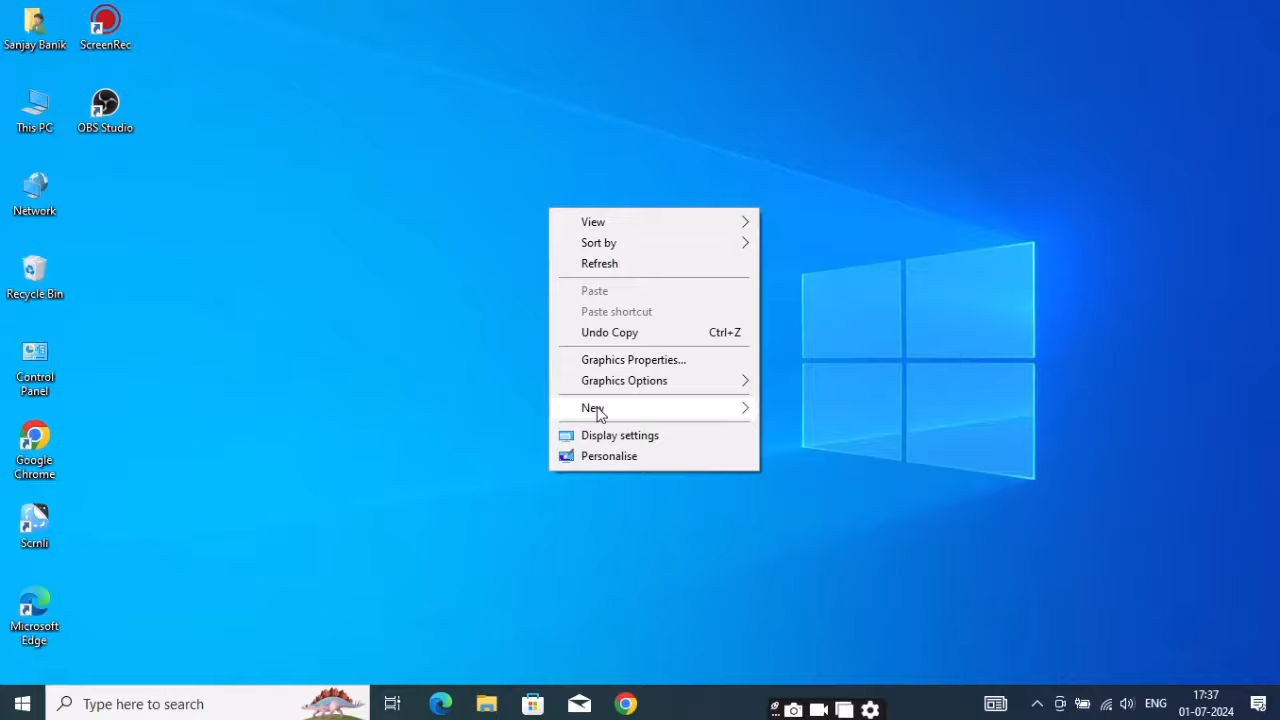 Sanjay Banik
ScreenRec
This PC
OBS Studio
Network
Recycle Bin
Control
Panel
Google
Chrome
Scrnli
Microsoft
Edge
View
Sort by
Refresh
Paste
Paste shortcut
Undo Copy Ctrl+Z
Graphics Properties...
Graphics Options
New
Display settings
Personalise
Type here to search
ENG
17:37
01-07-2024